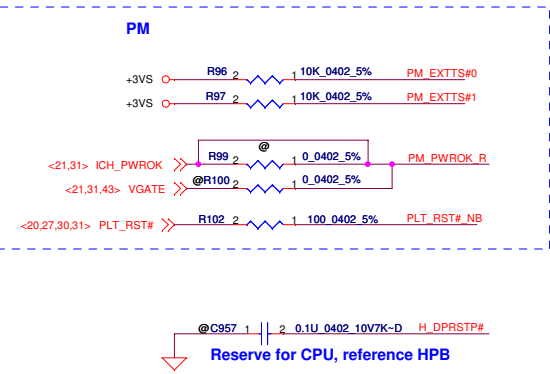 PM
+3VS R96 2 1 10K_0402_5% PM_EXTTS#0
+3VS R97 2 1 10K_0402_5% PM_EXTTS#1
@
<21,31> ICH_PWROK R99 2 1 0_0402_5% PM_PWROK_R
<21,31,43> VGATE @R100 2 1 0_0402_5%
<20,27,30,31> PLT_RST# R102 2 1 100_0402_5% PLT_RST#_NB
@C957 1 2 0.1U_0402_10V7K~D H_DPRSTP#
Reserve for CPU, reference HPB